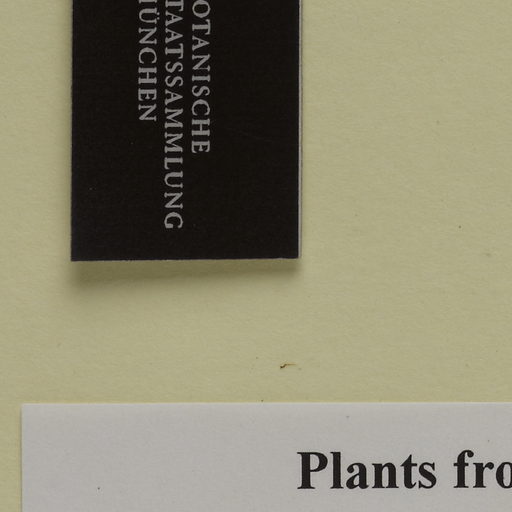 OTANISCHE
TAATSSAMMLUNG
ÜNCHEN
Plants fro